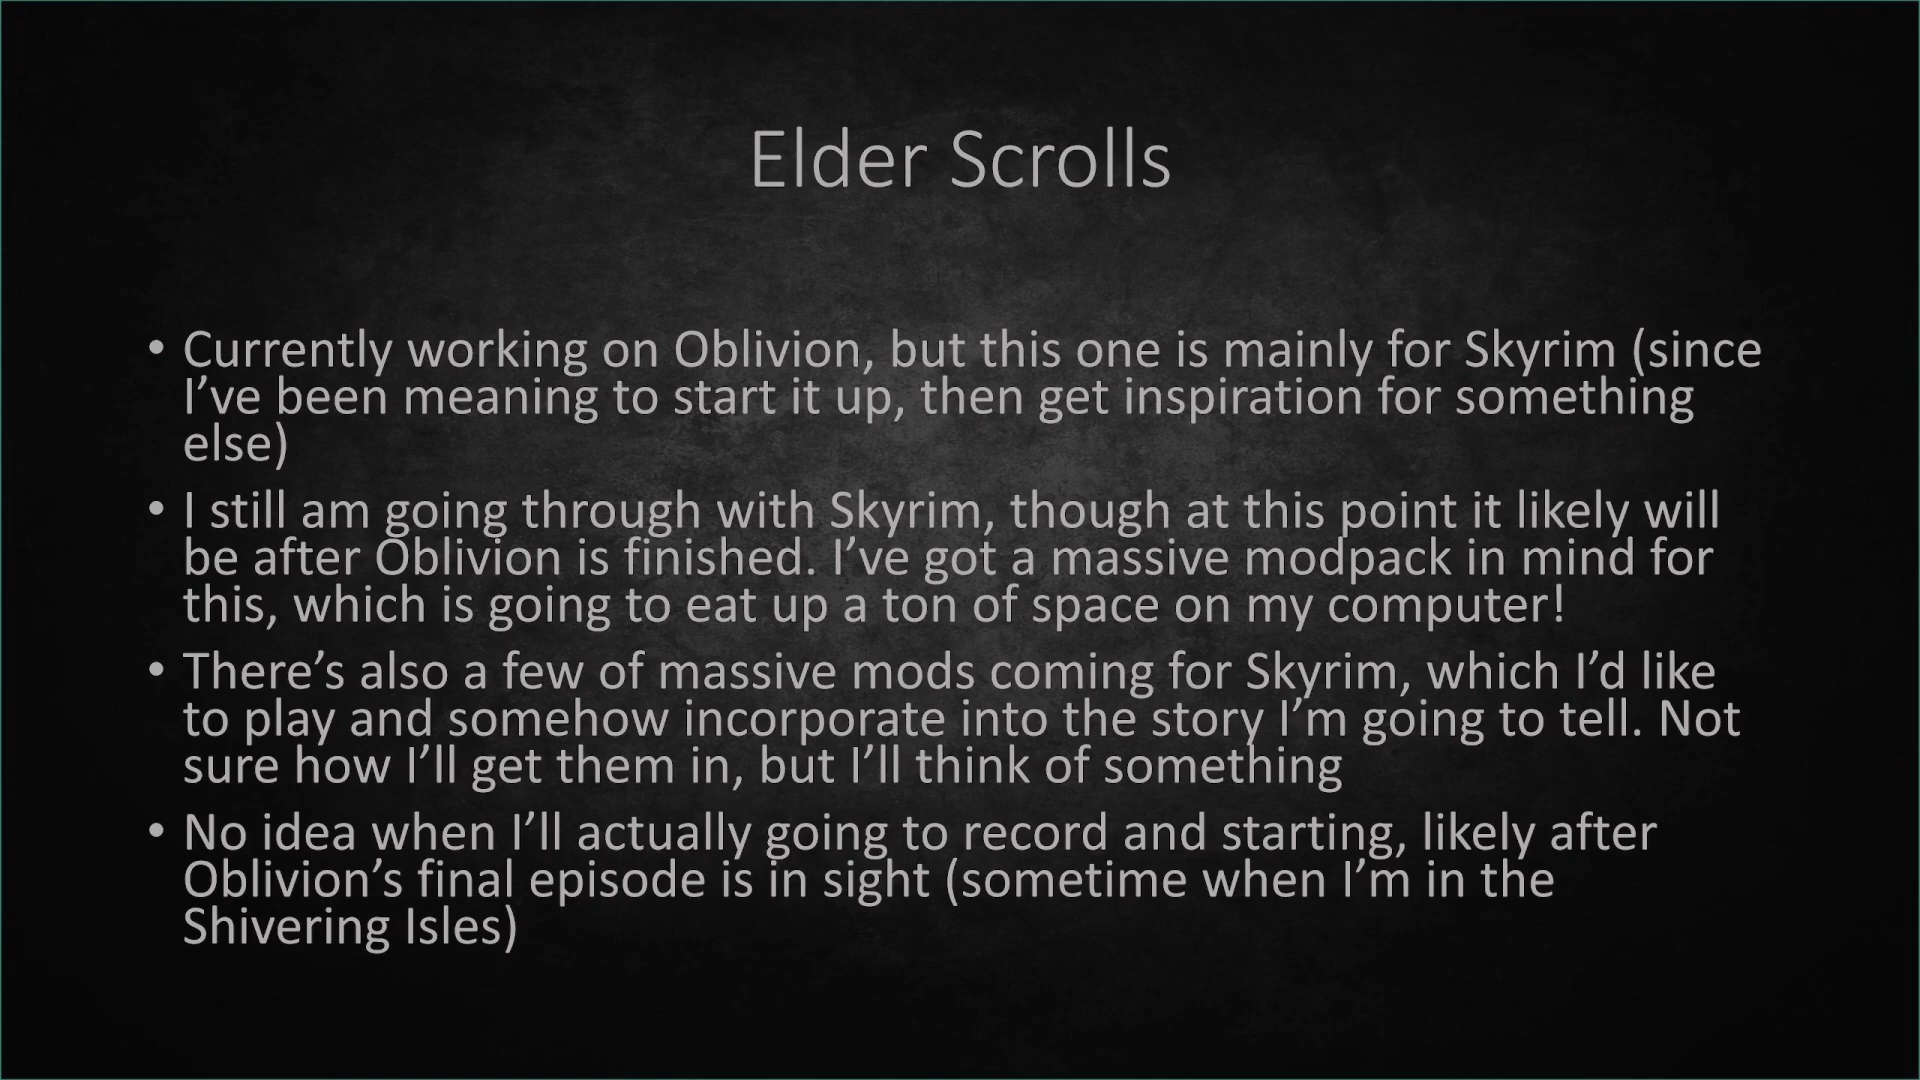 Elder Scrolls
• Currently working on Oblivion, but this one is mainly for Skyrim (since
I’ve been meaning to start it up, then get inspiration for something
else)
• I still am going through with Skyrim, though at this point it likely will
be after Oblivion is finished. I’ve got a massive modpack in mind for
this, which is going to eat up a ton of space on my computer!
• There’s also a few of massive mods coming for Skyrim, which I’d like
to play and somehow incorporate into the story I’m going to tell. Not
sure how I’ll get them in, but I’ll think of something
• No idea when I’ll actually going to record and starting, likely after
Oblivion’s final episode is in sight (sometime when I’m in the
Shivering Isles)